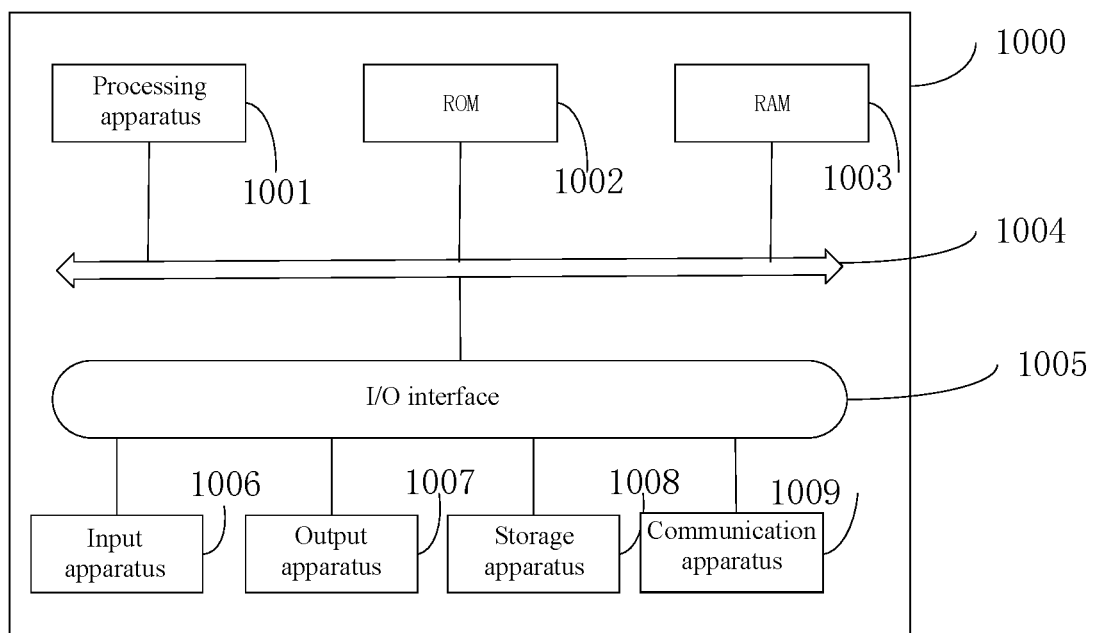 1000
Processing
apparatus
ROM
RAM
1001
1002
1003
1004
1005
I/O interface
1006
1007
1008
1009
Input
apparatus
Output
apparatus
Storage
apparatus
Communication
apparatus